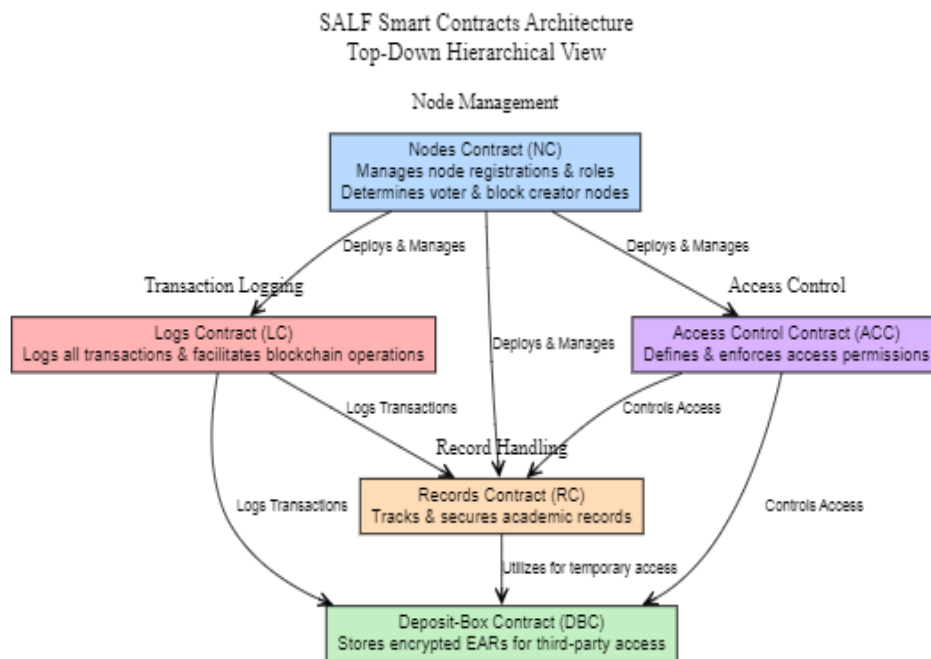 SALF Smart Contracts Architecture
Top-Down Hierarchical View
Node Management
Nodes Contract (NC)
Manages node registrations & roles
Determines voter & block creator nodes
Deploys & Manages
Deploys & Manages
Transaction Logging
Access Control
Logs Contract (LC)
Logs all transactions & facilitates blockchain operations
Access Control Contract (ACC)
Defines & enforces access permissions
Deploys & Manages
Logs Transactions
Controls Access
Record Handling
Records Contract (RC)
Tracks & secures academic records
Logs Transactions
Controls Access
Utilizes for temporary access
Deposit-Box Contract (DBC)
Stores encrypted EARs for third-party access